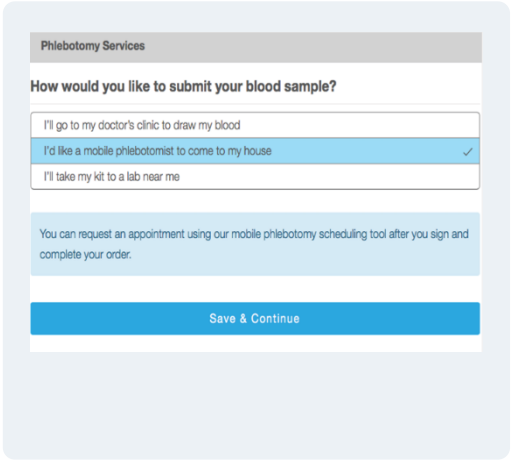 Phlebotomy Services
How would you like to submit your blood sample?
I'll go to my doctor's clinic to draw my blood
I'd like a mobile phlebotomist to come to my house
I'll take my kit to a lab near me
You can request an appointment using our mobile phlebotomy scheduling tool after you sign and
complete your order.
Save & Continue